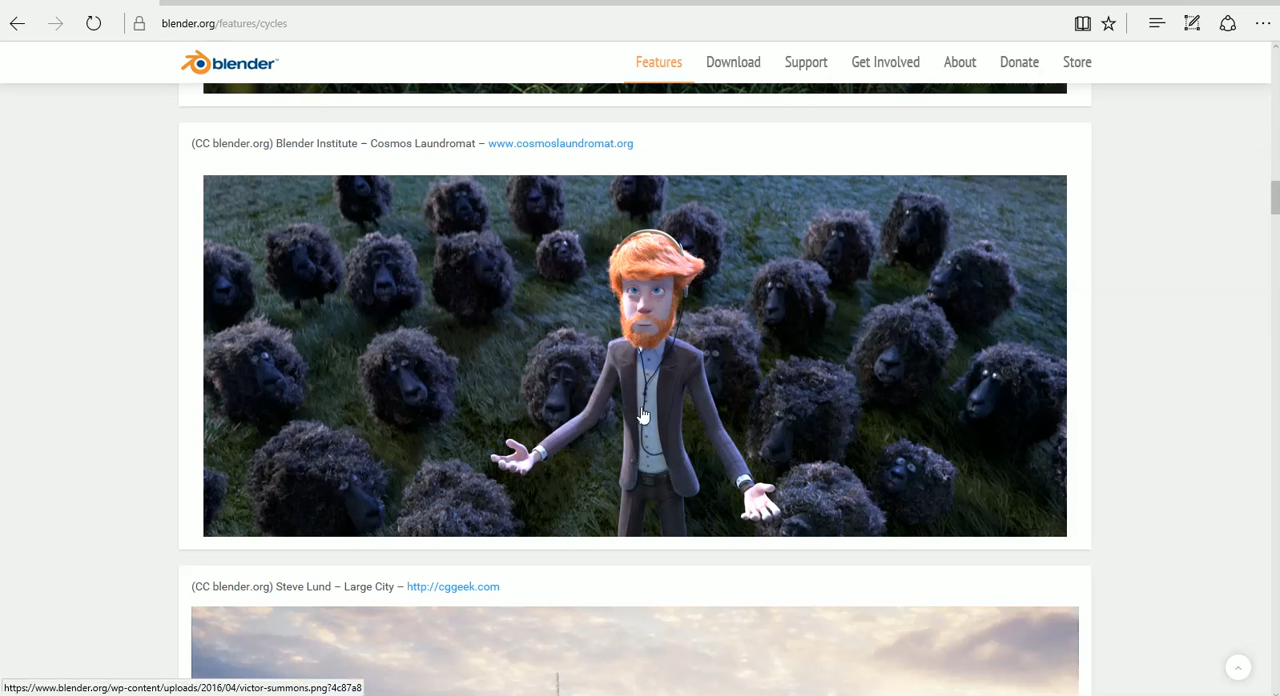 blender.org/features/cycles
blender
Features Download Support Get Involved About Donate Store
(CC blender.org) Blender Institute – Cosmos Laundromat – www.cosmoslaundromat.org
(CC blender.org) Steve Lund – Large City – http://cggeek.com
https://www.blender.org/wp-content/uploads/2016/04/victor-summons.png?4c87a8